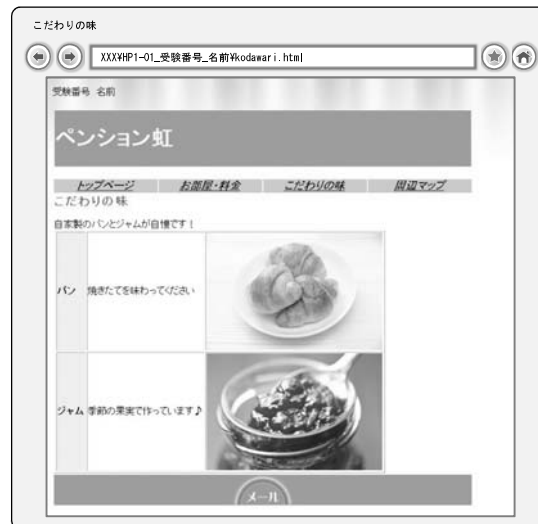 こだわりの味
XXX¥HP1-01_受験番号_名前¥kodawari.html
受験番号 名前
ペンション虹
トップページ お部屋・料金 こだわりの味 周辺マップ
こだわりの味
自家製のパンとジャムが自慢です！
パン 焼きたてを味わってください
ジャム 季節の果実で作っています♪
メール